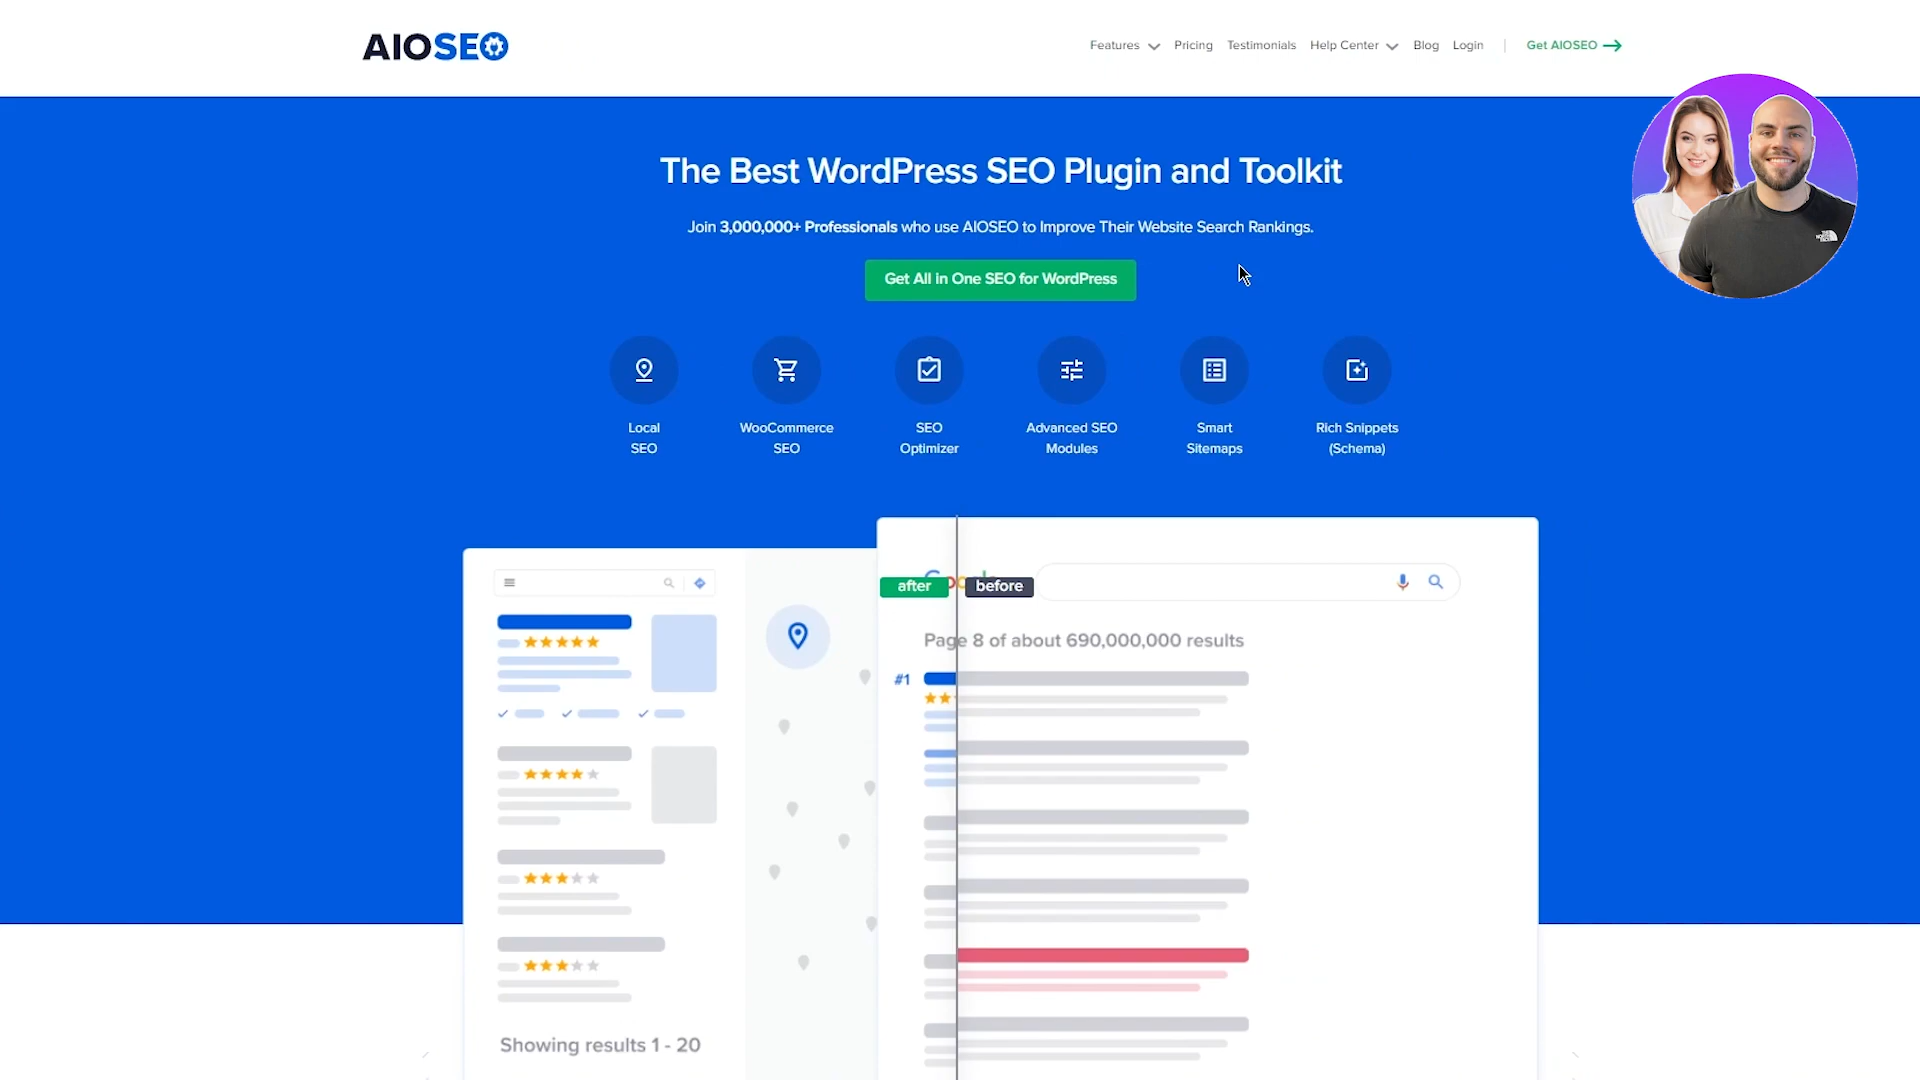 AIOSEO
Features Pricing Testimonials Help Center Blog Login | Get AIOSEO →
The Best WordPress SEO Plugin and Toolkit
Join 3,000,000+ Professionals who use AIOSEO to Improve Their Website Search Rankings.
Get All in One SEO for WordPress
Local SEO
WooCommerce SEO
SEO Optimizer
Advanced SEO Modules
Smart Sitemaps
Rich Snippets (Schema)
after
before
Page 8 of about 690,000,000 results
#1
Showing results 1 - 20